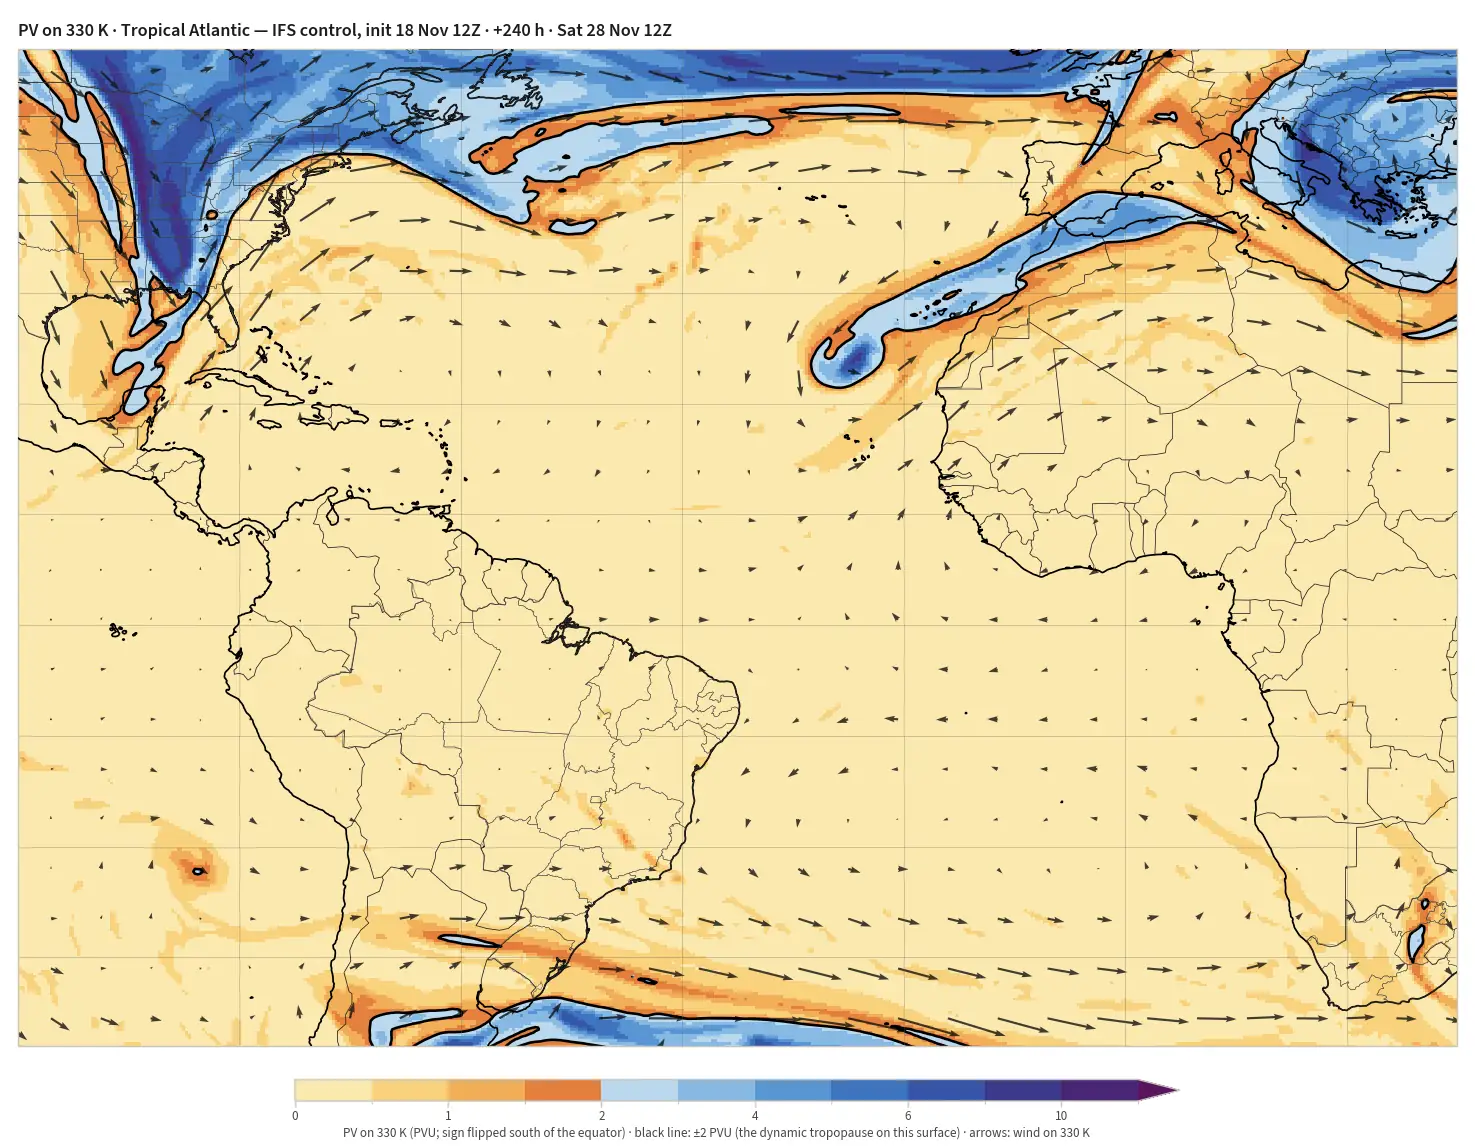 PV on 330 K · Tropical Atlantic — IFS control, init 18 Nov 12Z · +240 h · Sat 28 Nov 12Z
0 1 2 4 6 10
PV on 330 K (PVU; sign flipped south of the equator) · black line: ±2 PVU (the dynamic tropopause on this surface) · arrows: wind on 330 K